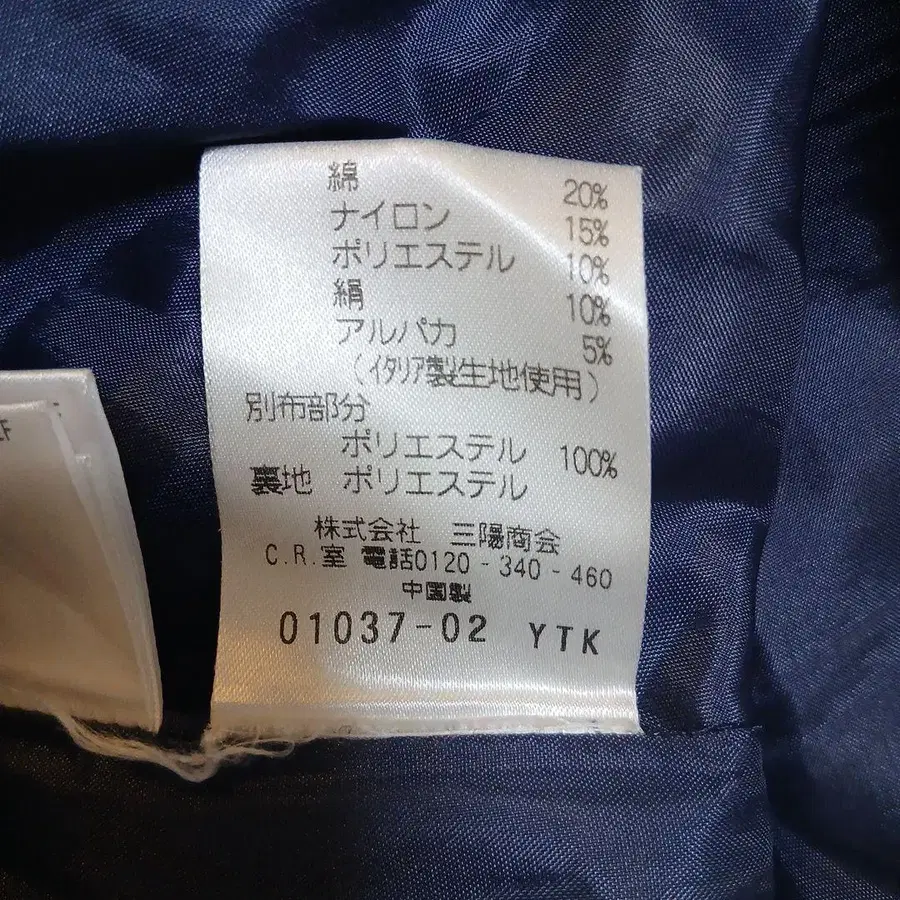 綿 20%
ナイロン 15%
ポリエステル 10%
絹 10%
アルパカ 5%
(イタリア製生地使用)
別布部分
ポリエステル 100%
裏地 ポリエステル
株式会社 三陽商会
C.R.室 電話0120-340-460
中国製
01037-02 YTK